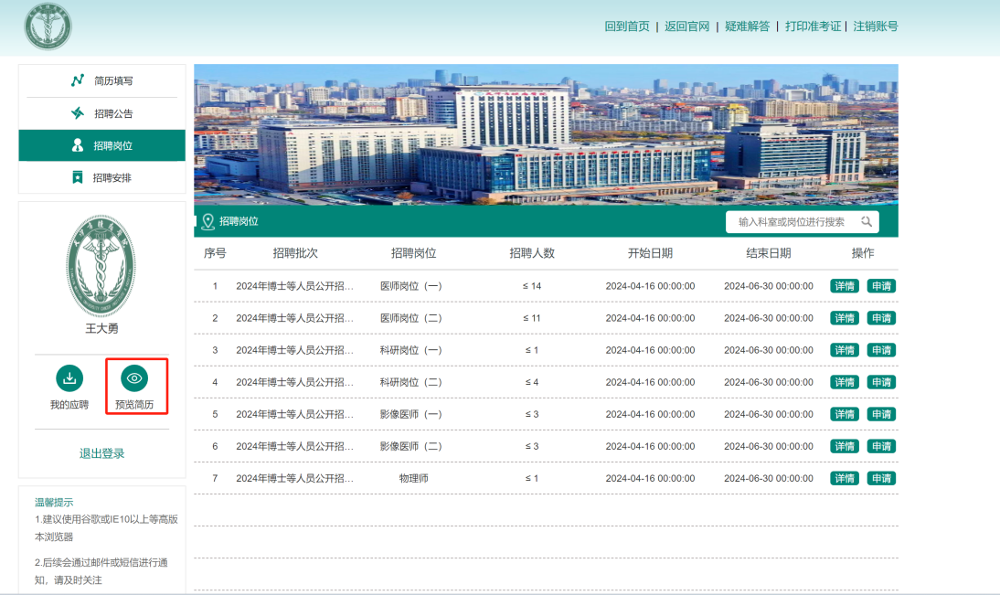 回到首页 | 返回官网 | 疑难解答 | 打印准考证 | 注销账号
简历填写
招聘公告
招聘岗位
招聘安排
王大勇
我的应聘 预览简历
退出登录
温馨提示
1.建议使用谷歌或IE10以上等高版
本浏览器
2.后续会通过邮件或短信进行通
知，请及时关注
招聘岗位 输入科室或岗位进行搜索
序号 招聘批次 招聘岗位 招聘人数 开始日期 结束日期 操作
1 2024年博士等人员公开招... 医师岗位（一） ≤ 14 2024-04-16 00:00:00 2024-06-30 00:00:00 详情 申请
2 2024年博士等人员公开招... 医师岗位（二） ≤ 11 2024-04-16 00:00:00 2024-06-30 00:00:00 详情 申请
3 2024年博士等人员公开招... 科研岗位（一） ≤ 1 2024-04-16 00:00:00 2024-06-30 00:00:00 详情 申请
4 2024年博士等人员公开招... 科研岗位（二） ≤ 4 2024-04-16 00:00:00 2024-06-30 00:00:00 详情 申请
5 2024年博士等人员公开招... 影像医师（一） ≤ 3 2024-04-16 00:00:00 2024-06-30 00:00:00 详情 申请
6 2024年博士等人员公开招... 影像医师（二） ≤ 3 2024-04-16 00:00:00 2024-06-30 00:00:00 详情 申请
7 2024年博士等人员公开招... 物理师 ≤ 1 2024-04-16 00:00:00 2024-06-30 00:00:00 详情 申请